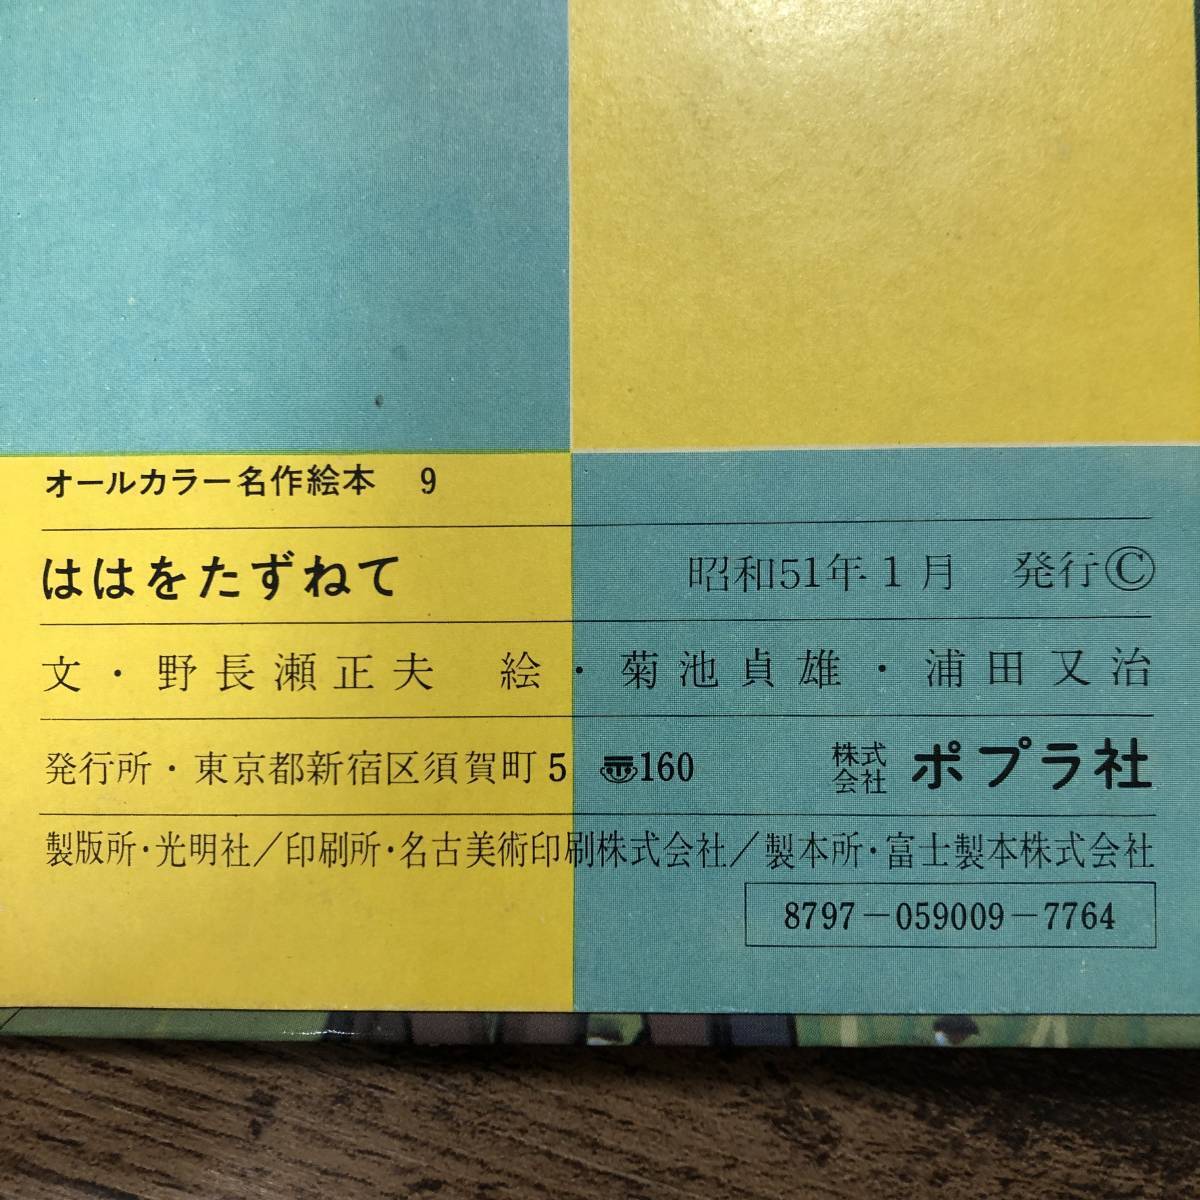 オールカラー名作絵本 9
ははをたずねて 昭和51年1月 発行Ⓒ
文・野長瀬正夫 絵・菊池貞雄・浦田又治
発行所・東京都新宿区須賀町5 〠160 株式会社 ポプラ社
製版所・光明社/印刷所・名古美術印刷株式会社/製本所・富士製本株式会社
8797-059009-7764